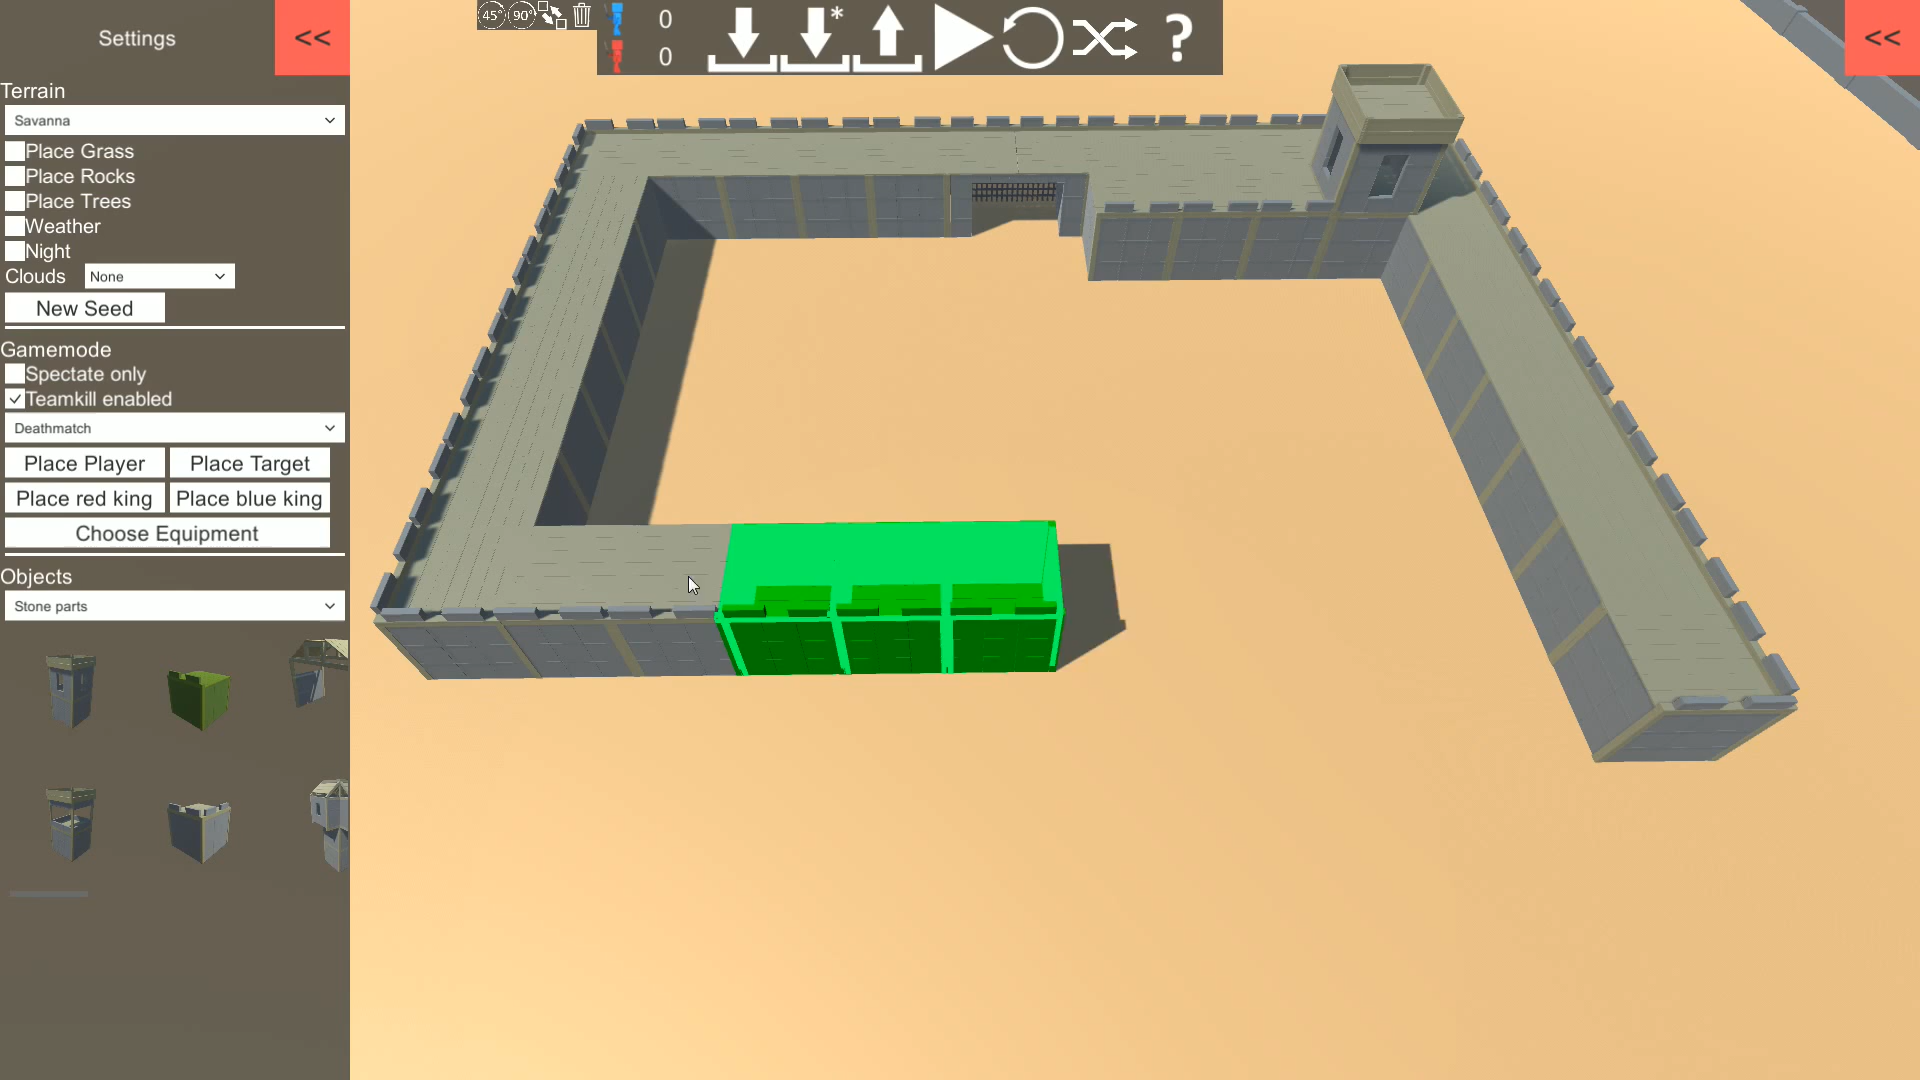 Settings
<<
45°
90°
0
0
*
?
<<
Terrain
Savanna
Place Grass
Place Rocks
Place Trees
Weather
Night
Clouds
None
New Seed
Gamemode
Spectate only
Teamkill enabled
Deathmatch
Place Player
Place Target
Place red king
Place blue king
Choose Equipment
Objects
Stone parts